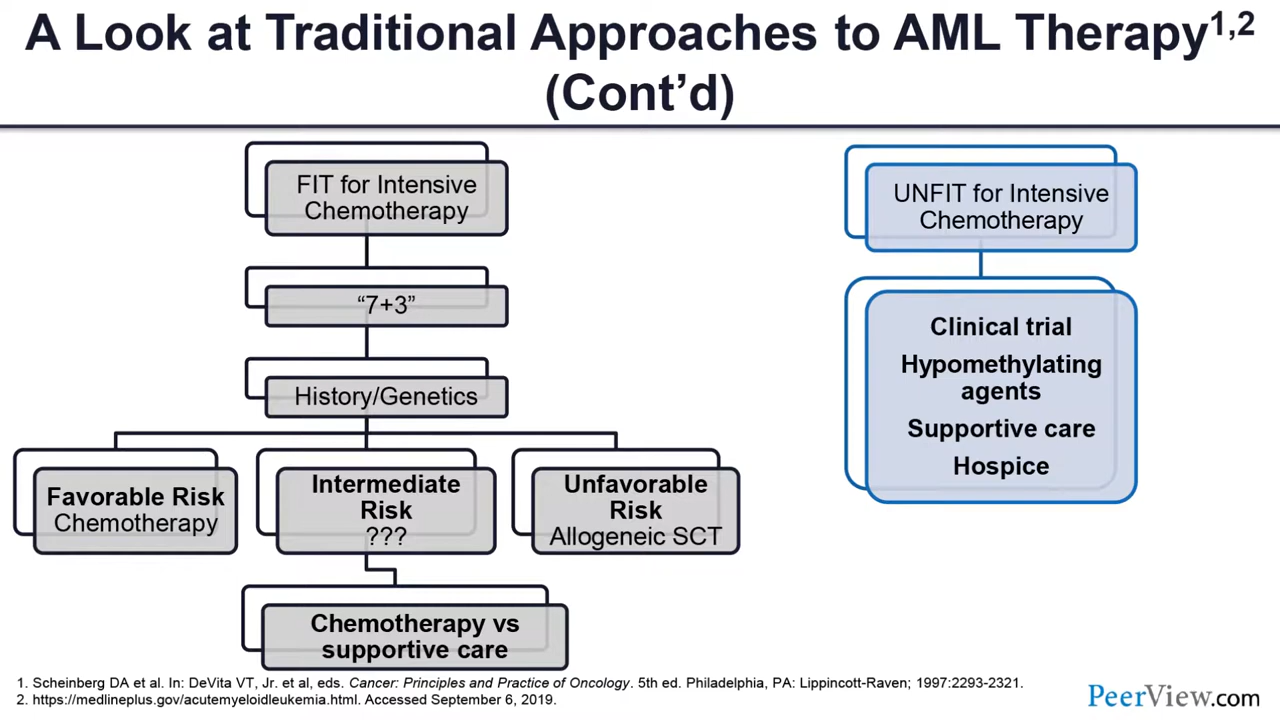 A Look at Traditional Approaches to AML Therapy1,2
(Cont’d)
FIT for Intensive
Chemotherapy
“7+3”
History/Genetics
Favorable Risk
Chemotherapy
Intermediate
Risk
???
Unfavorable
Risk
Allogeneic SCT
Chemotherapy vs
supportive care
UNFIT for Intensive
Chemotherapy
Clinical trial
Hypomethylating
agents
Supportive care
Hospice
1. Scheinberg DA et al. In: DeVita VT, Jr. et al, eds. Cancer: Principles and Practice of Oncology. 5th ed. Philadelphia, PA: Lippincott-Raven; 1997:2293-2321.
2. https://medlineplus.gov/acutemyeloidleukemia.html. Accessed September 6, 2019.
PeerView.com